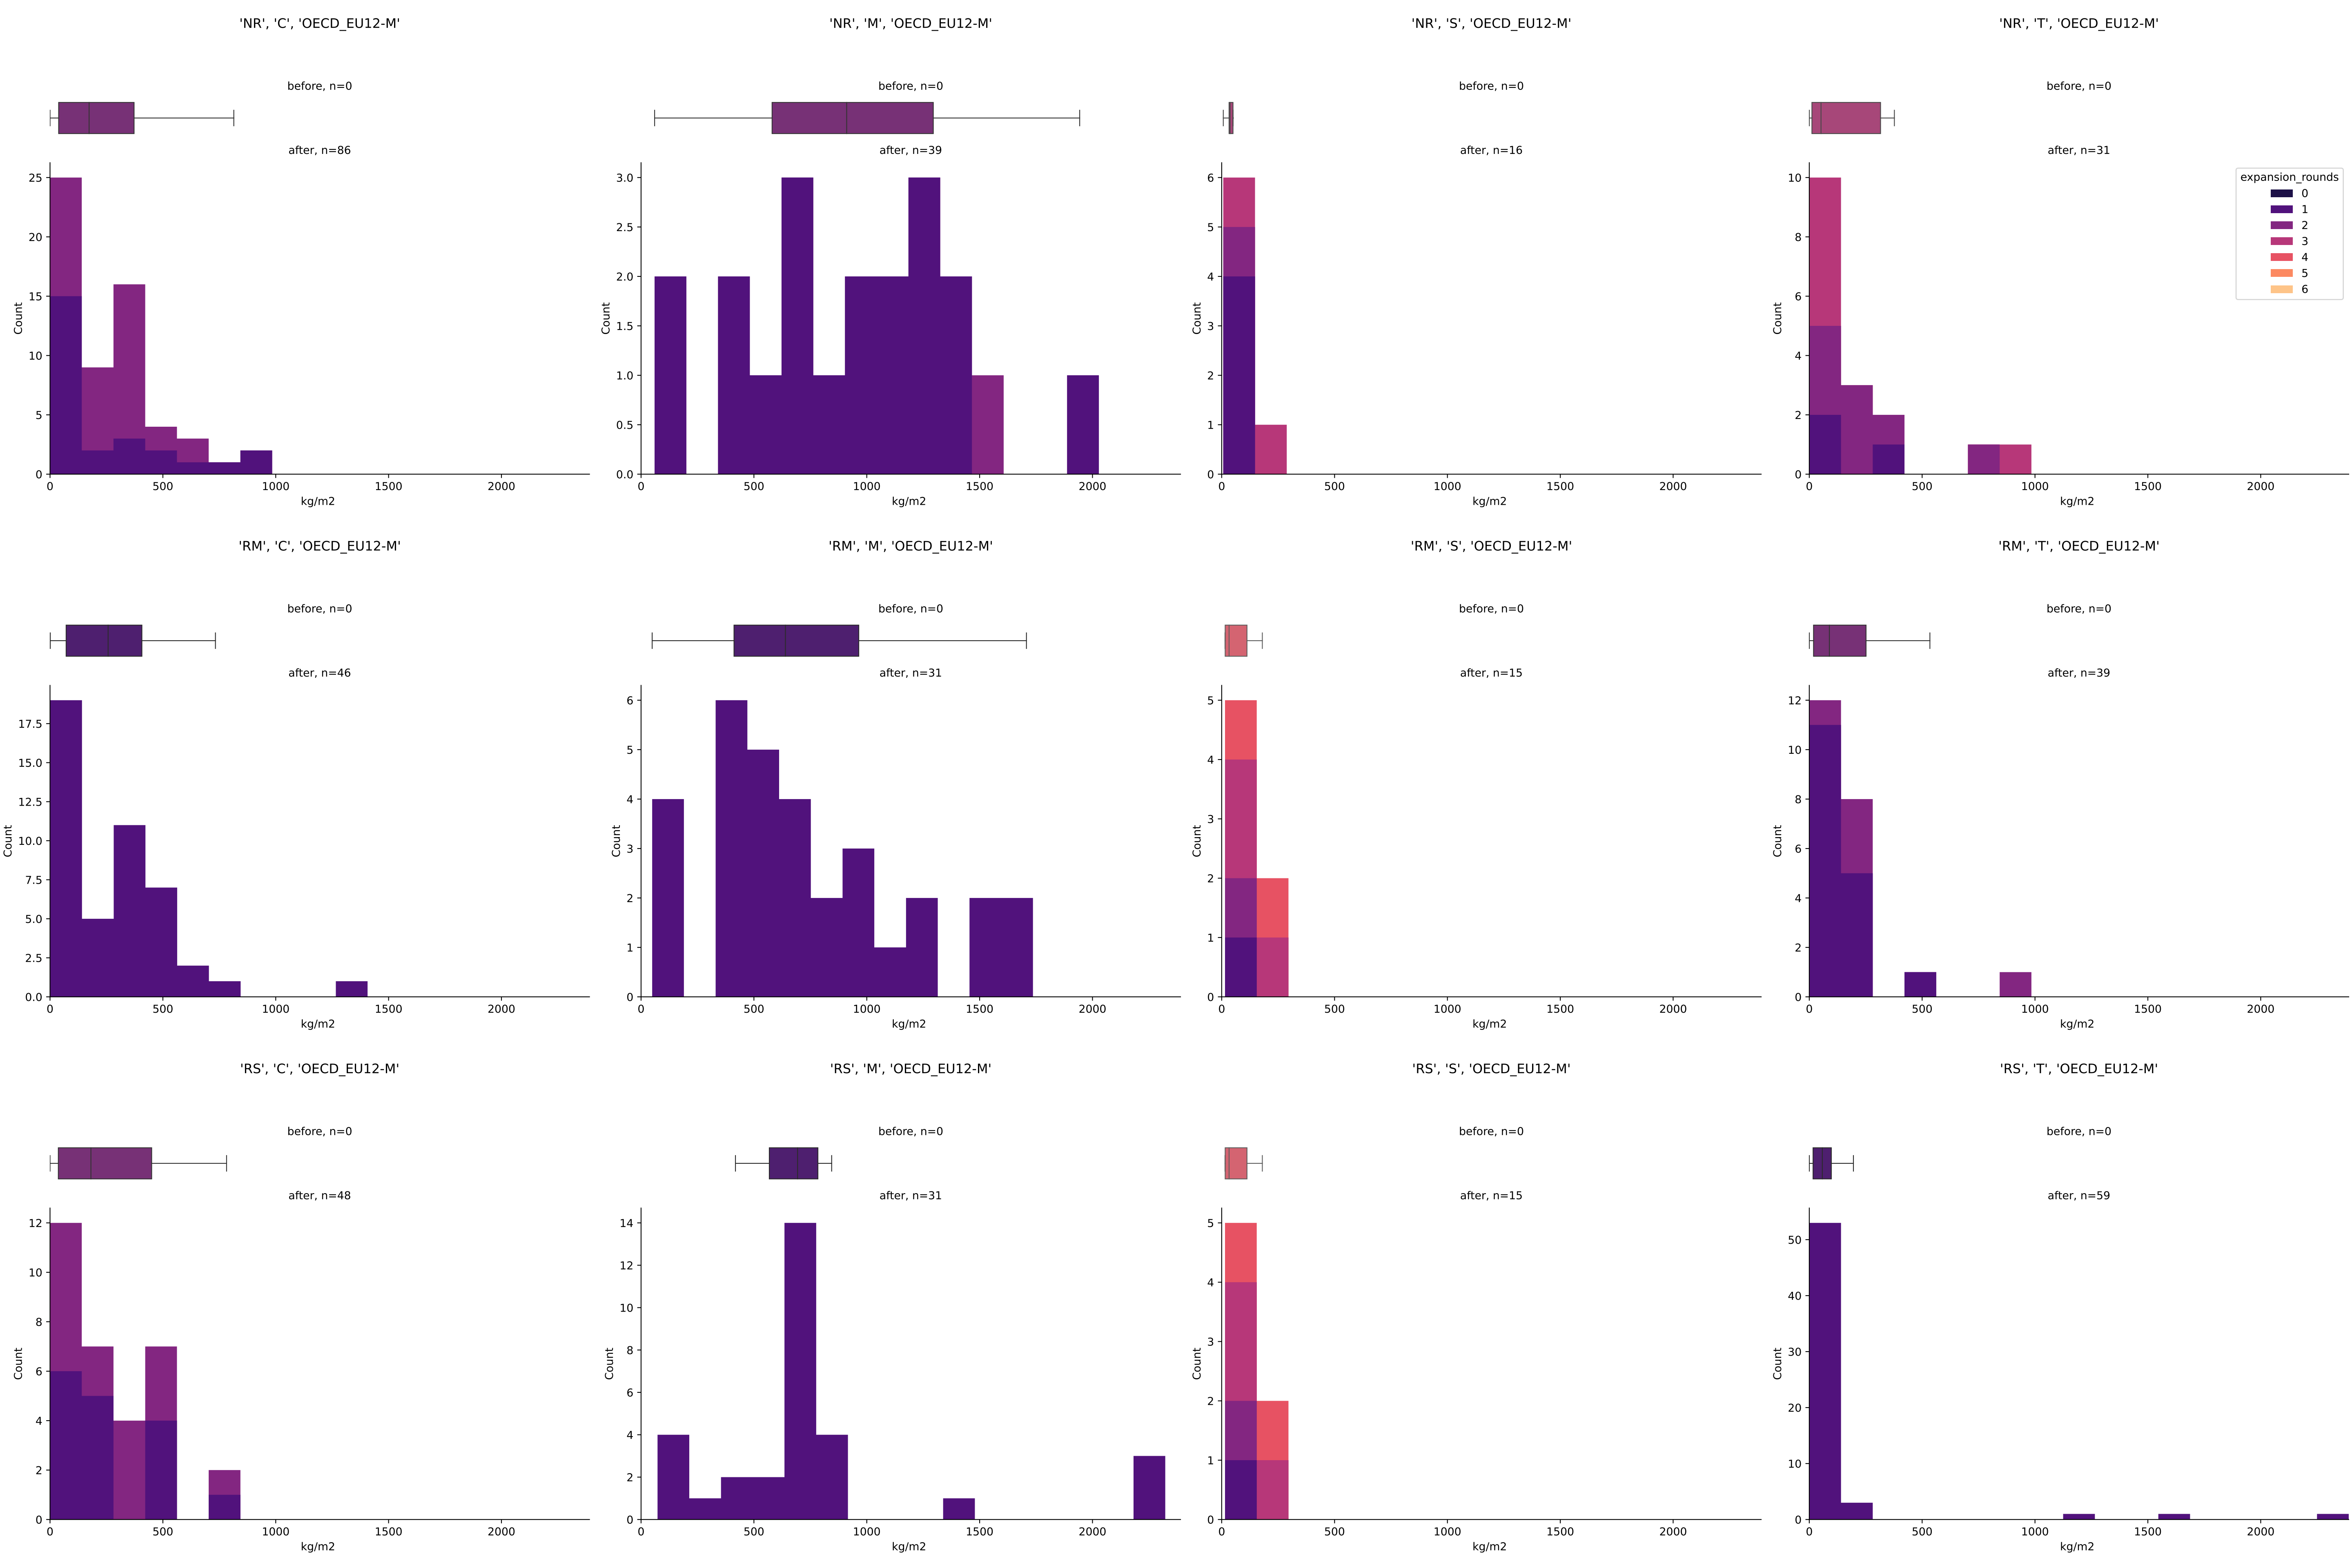 'NR', 'C', 'OECD_EU12-M'
before, n=0
after, n=86
25
20
15
10
5
0
Count
0 500 1000 1500 2000
kg/m2
'NR', 'M', 'OECD_EU12-M'
before, n=0
after, n=39
3.0
2.5
2.0
1.5
1.0
0.5
0.0
Count
0 500 1000 1500 2000
kg/m2
'NR', 'S', 'OECD_EU12-M'
before, n=0
after, n=16
6
5
4
3
2
1
0
Count
0 500 1000 1500 2000
kg/m2
'NR', 'T', 'OECD_EU12-M'
before, n=0
after, n=31
10
8
6
4
2
0
Count
0 500 1000 1500 2000
kg/m2
expansion_rounds
0
1
2
3
4
5
6
'RM', 'C', 'OECD_EU12-M'
before, n=0
after, n=46
17.5
15.0
12.5
10.0
7.5
5.0
2.5
0.0
Count
0 500 1000 1500 2000
kg/m2
'RM', 'M', 'OECD_EU12-M'
before, n=0
after, n=31
6
5
4
3
2
1
0
Count
0 500 1000 1500 2000
kg/m2
'RM', 'S', 'OECD_EU12-M'
before, n=0
after, n=15
5
4
3
2
1
0
Count
0 500 1000 1500 2000
kg/m2
'RM', 'T', 'OECD_EU12-M'
before, n=0
after, n=39
12
10
8
6
4
2
0
Count
0 500 1000 1500 2000
kg/m2
'RS', 'C', 'OECD_EU12-M'
before, n=0
after, n=48
12
10
8
6
4
2
0
Count
0 500 1000 1500 2000
kg/m2
'RS', 'M', 'OECD_EU12-M'
before, n=0
after, n=31
14
12
10
8
6
4
2
0
Count
0 500 1000 1500 2000
kg/m2
'RS', 'S', 'OECD_EU12-M'
before, n=0
after, n=15
5
4
3
2
1
0
Count
0 500 1000 1500 2000
kg/m2
'RS', 'T', 'OECD_EU12-M'
before, n=0
after, n=59
50
40
30
20
10
0
Count
0 500 1000 1500 2000
kg/m2